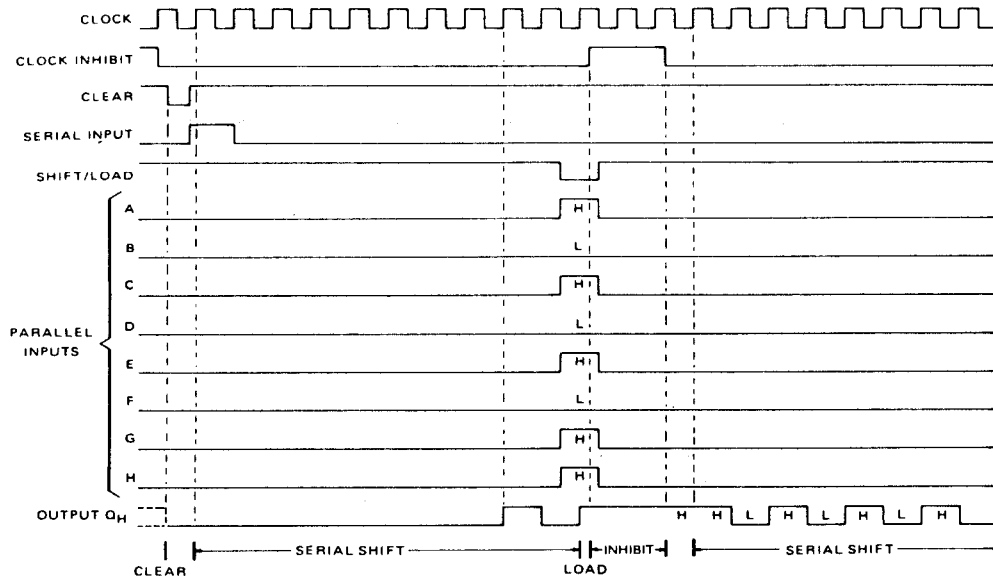 CLOCK
CLOCK INHIBIT
CLEAR
SERIAL INPUT
SHIFT/LOAD
A
H
B
L
C
H
D
L
PARALLEL
INPUTS
E
H
F
L
G
H
H
H
OUTPUT QH
H H L H L H L H
SERIAL SHIFT INHIBIT SERIAL SHIFT
CLEAR LOAD